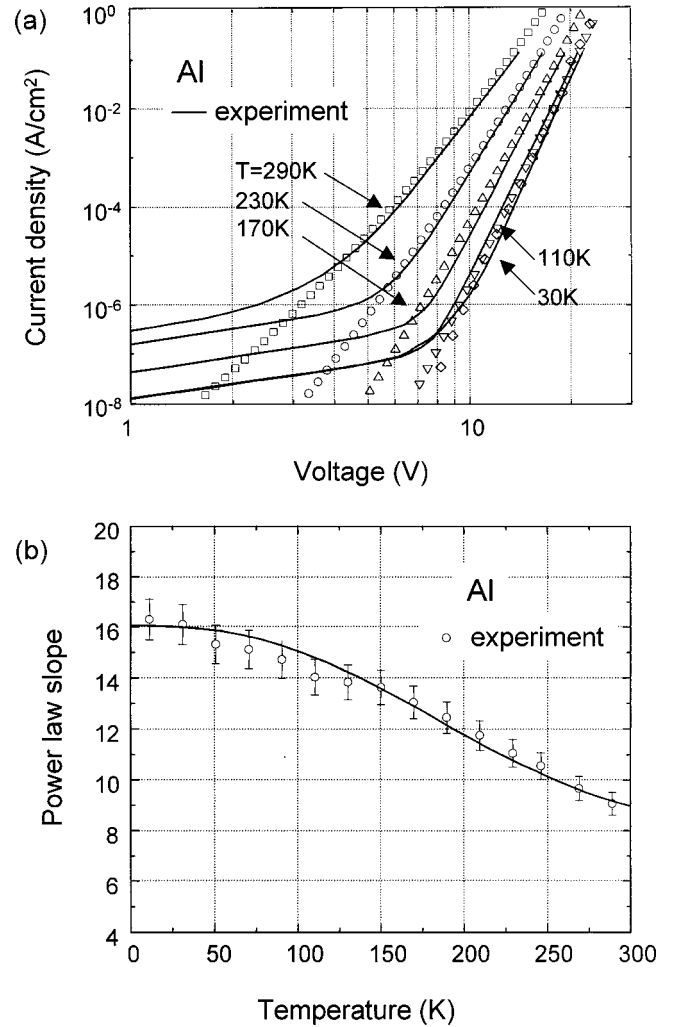 (a)
10⁰
10⁻²
10⁻⁴
10⁻⁶
10⁻⁸
Current density (A/cm²)
Al
experiment
T=290K
230K
170K
110K
30K
1
10
Voltage (V)
(b)
20
18
16
14
12
10
8
6
4
Power law slope
Al
experiment
0
50
100
150
200
250
300
Temperature (K)